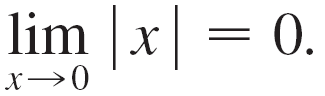 lim |x| = 0.
x→0